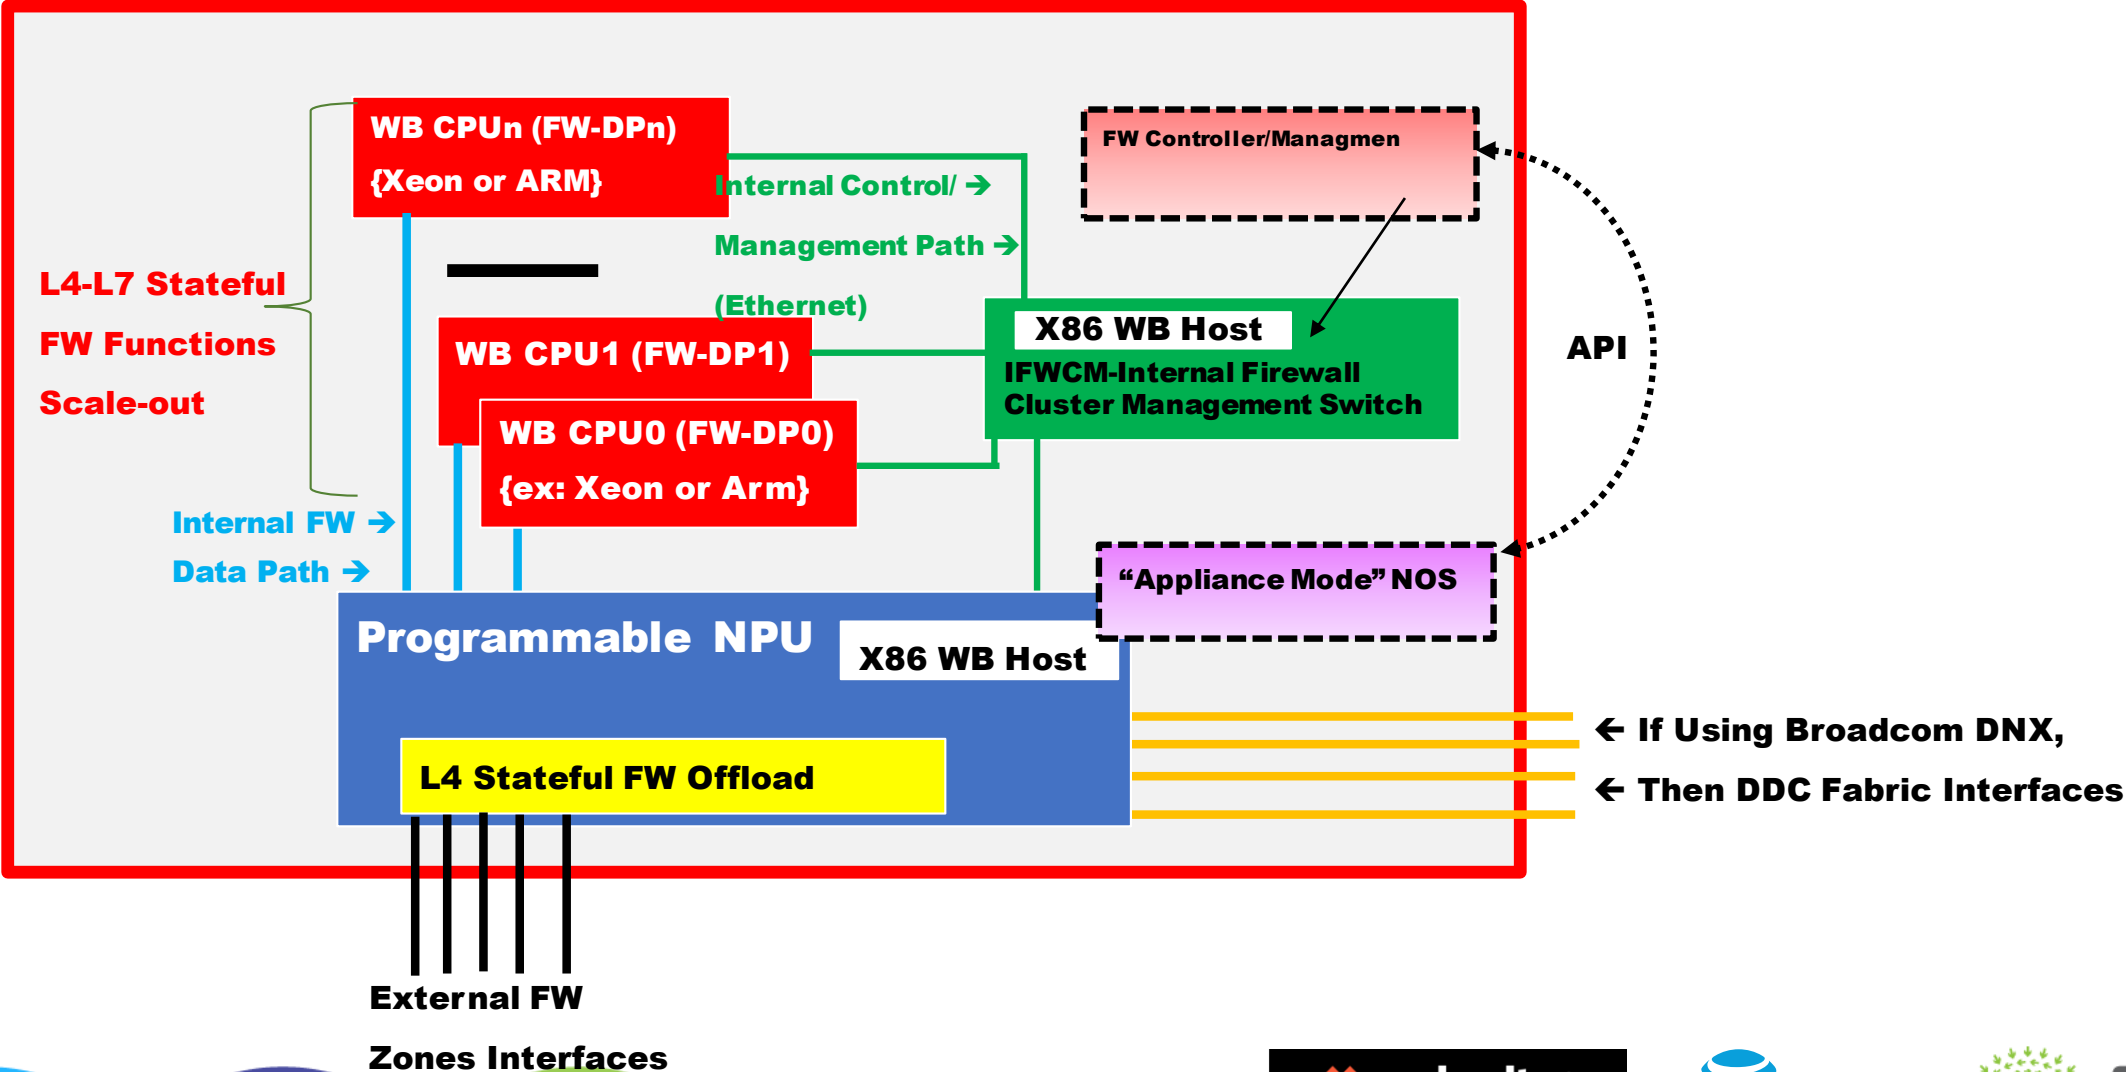 WB CPUn (FW-DPn)
{Xeon or ARM}
FW Controller/Managmen
Internal Control/ →
Management Path →
(Ethernet)
L4-L7 Stateful
FW Functions
Scale-out
X86 WB Host
IFWCM-Internal Firewall
Cluster Management Switch
API
WB CPU1 (FW-DP1)
WB CPU0 (FW-DP0)
{ex: Xeon or Arm}
Internal FW →
Data Path →
“Appliance Mode” NOS
Programmable NPU
X86 WB Host
← If Using Broadcom DNX,
← Then DDC Fabric Interfaces
L4 Stateful FW Offload
External FW
Zones Interfaces